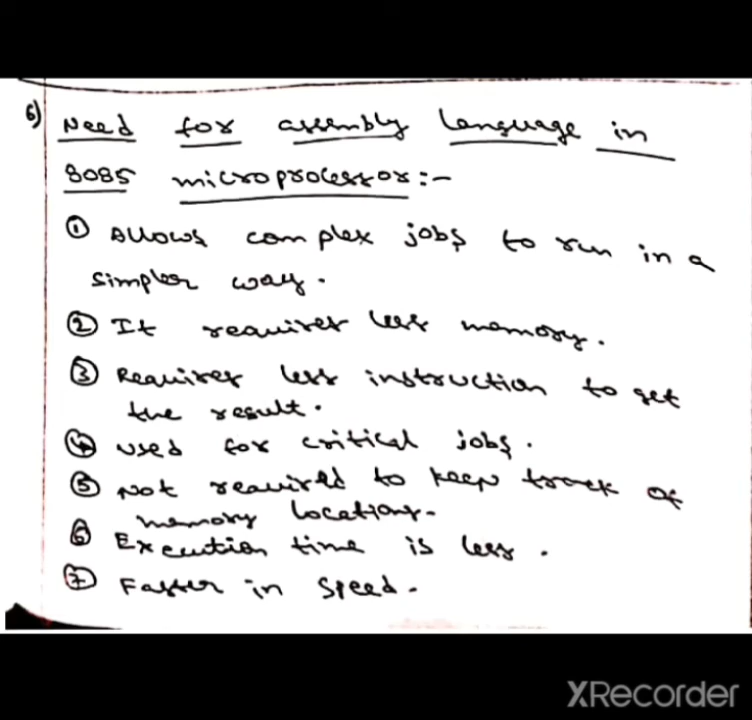 6) Need for assembly language in
8085 microprocessor:-
① Allows complex jobs to run in a
simpler way.
② It requires less memory.
③ Requires less instruction to get
the result.
④ used for critical jobs.
⑤ Not required to keep track of
memory locations.
⑥ Execution time is less.
⑦ Faster in speed.
XRecorder